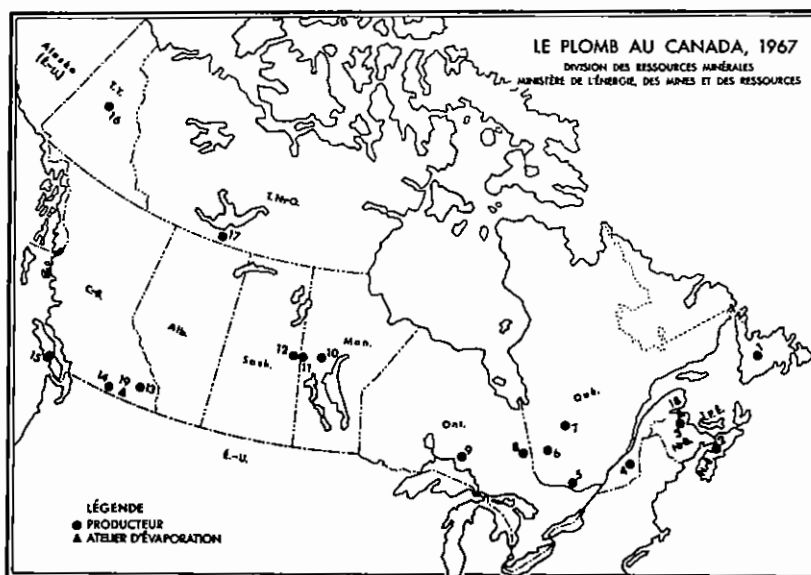 LE PLOMB AU CANADA, 1967
DIVISION DES RESSOURCES MINÉRALES
MINISTÈRE DE L'ÉNERGIE, DES MINES ET DES RESSOURCES
Alaska
(É.-U.)
T.Y.
16
T.N.-O.
17
C.-B.
Alb.
Sask.
Man.
12
11
10
15
14
19
13
Ont.
Qué.
9
8
6
7
5
4
18
3
Î.P.É.
N.-B.
2
N.-É.
1
É.-U.
LÉGENDE
● PRODUCTEUR
▲ ATELIER D'ÉVAPORATION